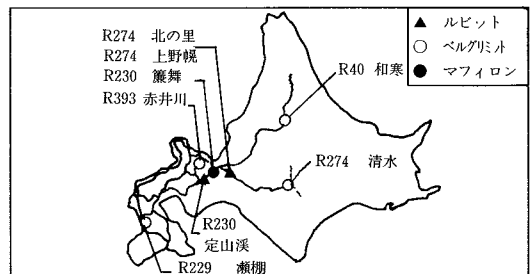 R274 北の里
R274 上野幌
R230 簾舞
R393 赤井川
▲ ルビット
○ ベルグリミット
● マフィロン
R40 和寒
R274 清水
R230
定山渓
R229 瀬棚